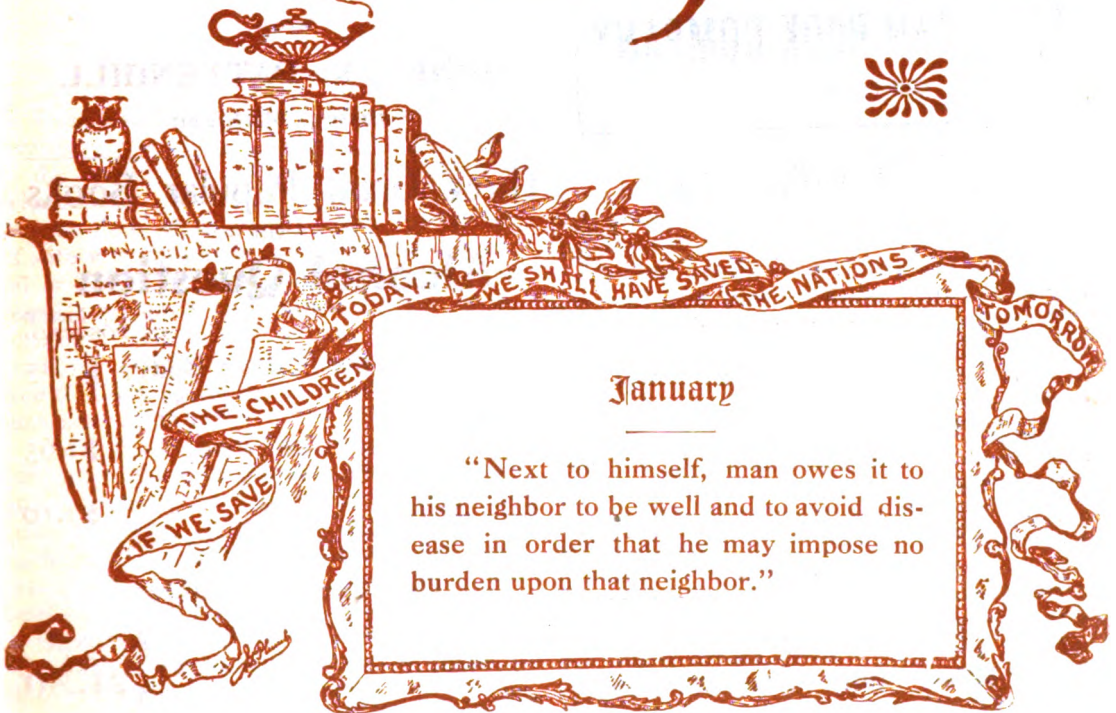 IF WE SAVE
THE CHILDREN
TODAY
WE SHALL HAVE SAVED
THE NATIONS
TOMORROW
CHARTS
THIRD
January
“Next to himself, man owes it to
his neighbor to be well and to avoid dis-
ease in order that he may impose no
burden upon that neighbor.”